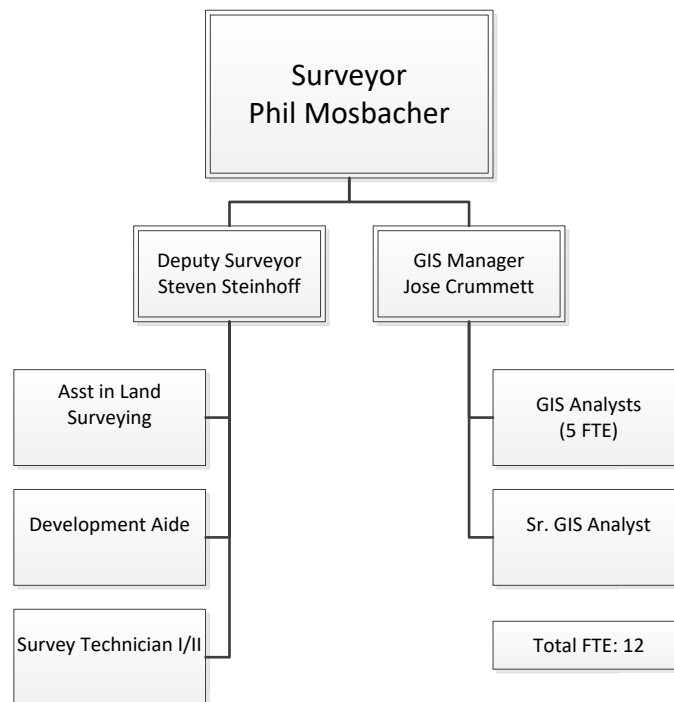 Surveyor
Phil Mosbacher
Deputy Surveyor
Steven Steinhoff
GIS Manager
Jose Crummett
Asst in Land
Surveying
GIS Analysts
(5 FTE)
Development Aide
Sr. GIS Analyst
Survey Technician I/II
Total FTE: 12